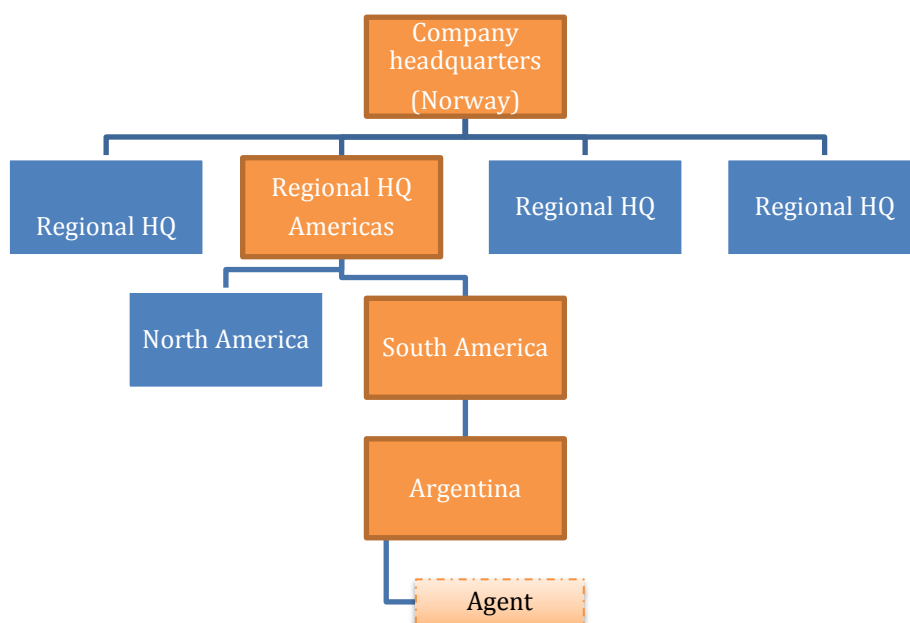 Company
headquarters
(Norway)
Regional HQ
Regional HQ
Americas
Regional HQ
Regional HQ
North America
South America
Argentina
Agent